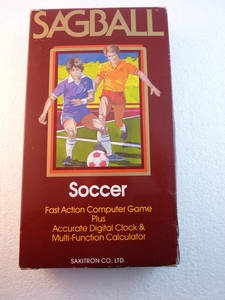 SAGBALL
Soccer
Fast Action Computer Game
Plus
Accurate Digital Clock &
Multi-Function Calculator
SAKITRON CO., LTD